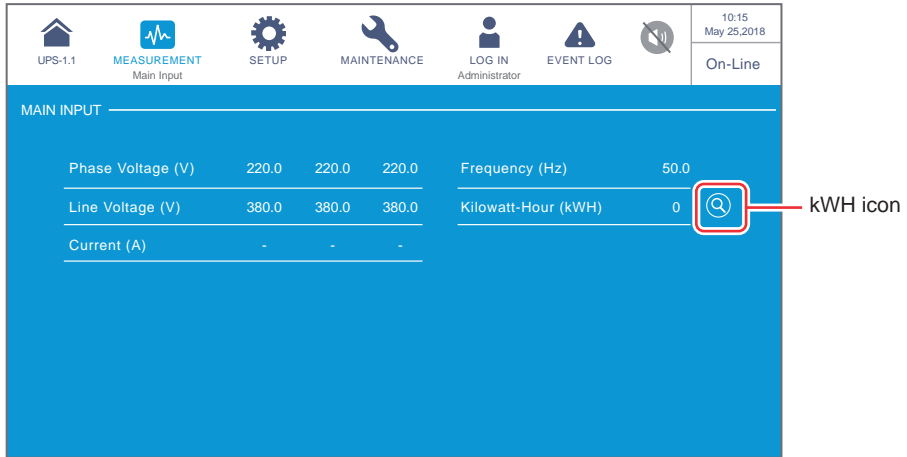 10:15
May 25,2018
UPS-1.1 MEASUREMENT SETUP MAINTENANCE LOG IN EVENT LOG On-Line
Main Input Administrator
MAIN INPUT
Phase Voltage (V) 220.0 220.0 220.0 Frequency (Hz) 50.0
Line Voltage (V) 380.0 380.0 380.0 Kilowatt-Hour (kWH) 0 kWH icon
Current (A) - - -